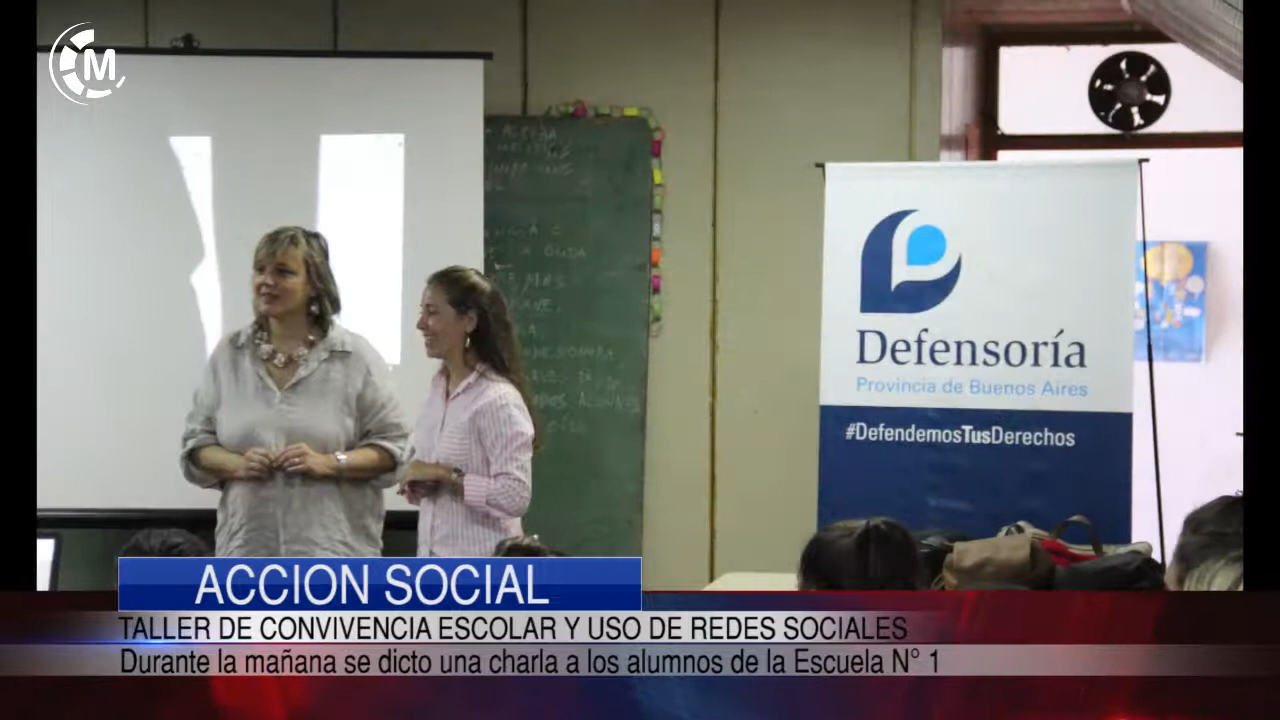 M
Defensoría
Provincia de Buenos Aires
#DefendemosTusDerechos
ACCION SOCIAL
TALLER DE CONVIVENCIA ESCOLAR Y USO DE REDES SOCIALES
Durante la mañana se dicto una charla a los alumnos de la Escuela N° 1